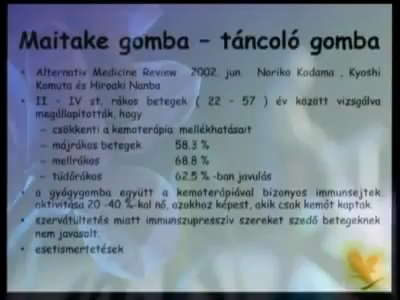 Maitake gomba – táncoló gomba
• Alternativ Medicine Review 2002. jun. Noriko Kodama , Kyoshi
Komuta és Hiroaki Nanba
• II - IV st. rákos betegek ( 22 - 57 ) év között vizsgálva
megállapították, hogy
– csökkenti a kemoterápia mellékhatásait
– májrákos betegek 58.3 %
– mellrákos 68.8 %
– tüdőrákos 62.5 % -ban javulás
• a gyógygomba együtt a kemoterápiával bizonyos immunsejtek
aktivitása 20 -40 %-kal nő, azokhoz képest, akik csak kemót kaptak.
• szervátültetés miatt immunszupresszív szereket szedő betegeknek
nem javasolt.
• esetismertetések